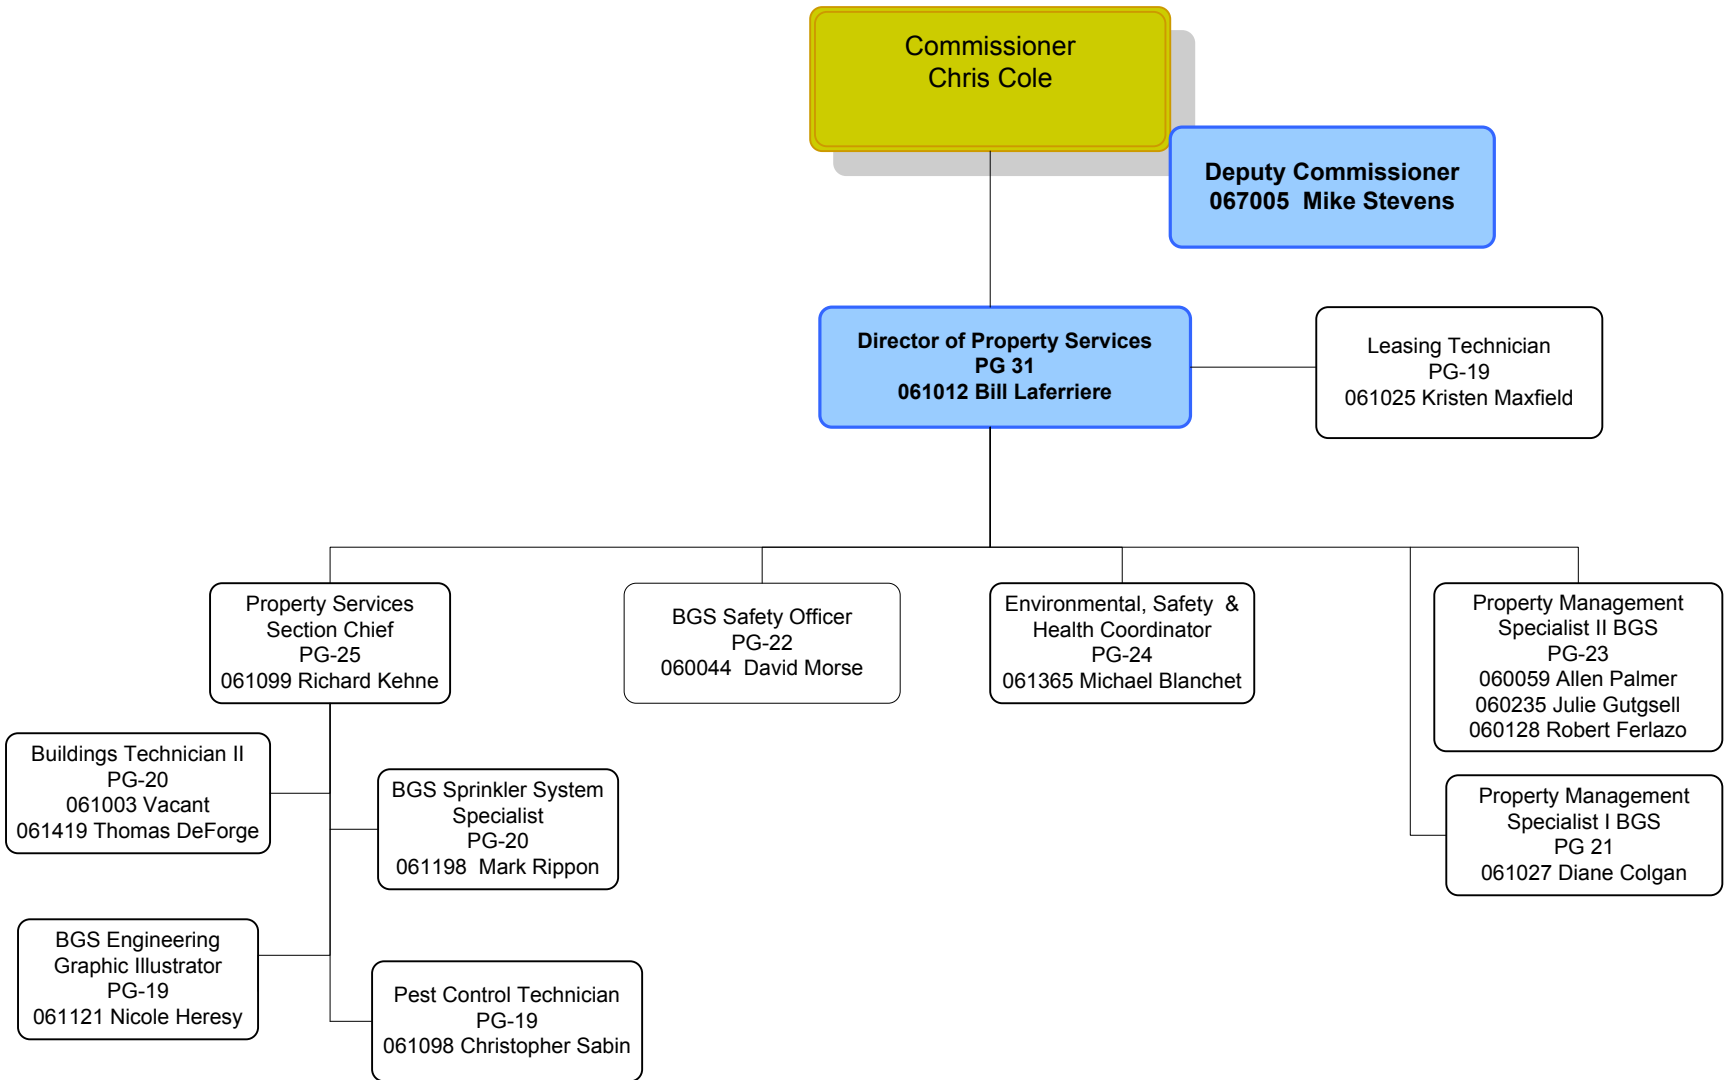 Commissioner
Chris Cole
Deputy Commissioner
067005  Mike Stevens
Director of Property Services
PG 31
061012 Bill Laferriere
Leasing Technician
PG-19
061025 Kristen Maxfield
Property Services
Section Chief
PG-25
061099 Richard Kehne
BGS Safety Officer
PG-22
060044  David Morse
Environmental, Safety  &
Health Coordinator
PG-24
061365 Michael Blanchet
Property Management
Specialist II BGS
PG-23
060059 Allen Palmer
060235 Julie Gutgsell
060128 Robert Ferlazo
Buildings Technician II
PG-20
061003 Vacant
061419 Thomas DeForge
BGS Sprinkler System
Specialist
PG-20
061198  Mark Rippon
Property Management
Specialist I BGS
PG 21
061027 Diane Colgan
BGS Engineering
Graphic Illustrator
PG-19
061121 Nicole Heresy
Pest Control Technician
PG-19
061098 Christopher Sabin